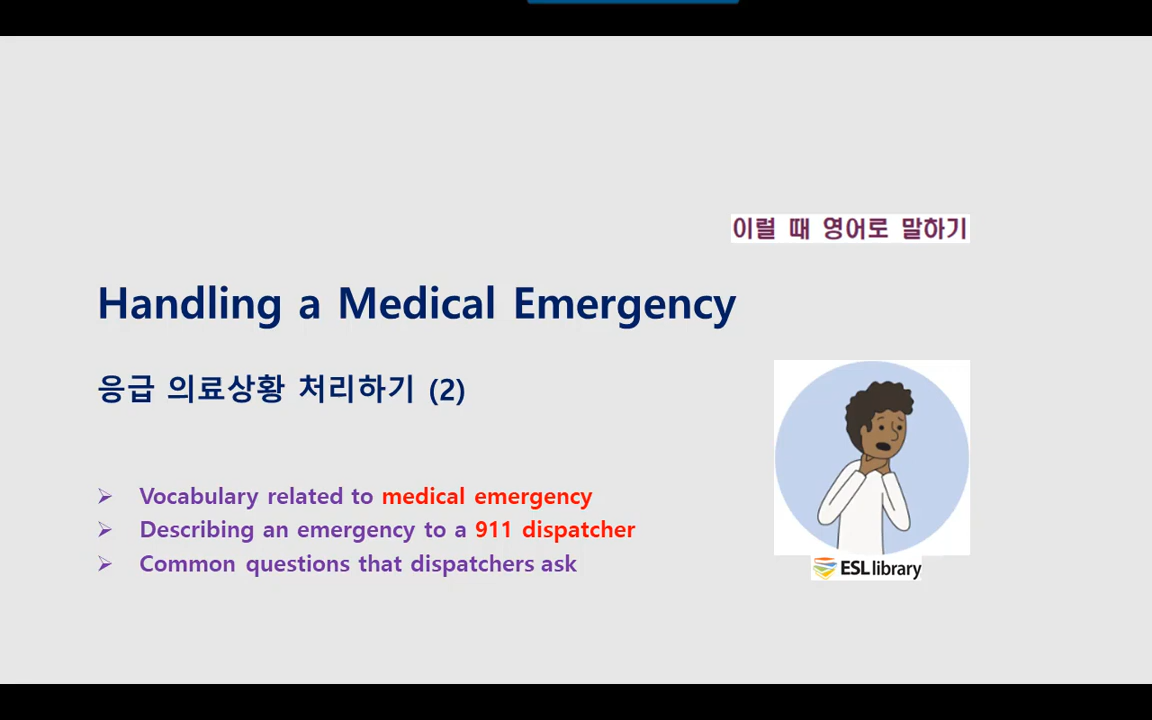 이럴 때 영어로 말하기
Handling a Medical Emergency
응급 의료상황 처리하기 (2)
Vocabulary related to medical emergency
Describing an emergency to a 911 dispatcher
Common questions that dispatchers ask
ESL library